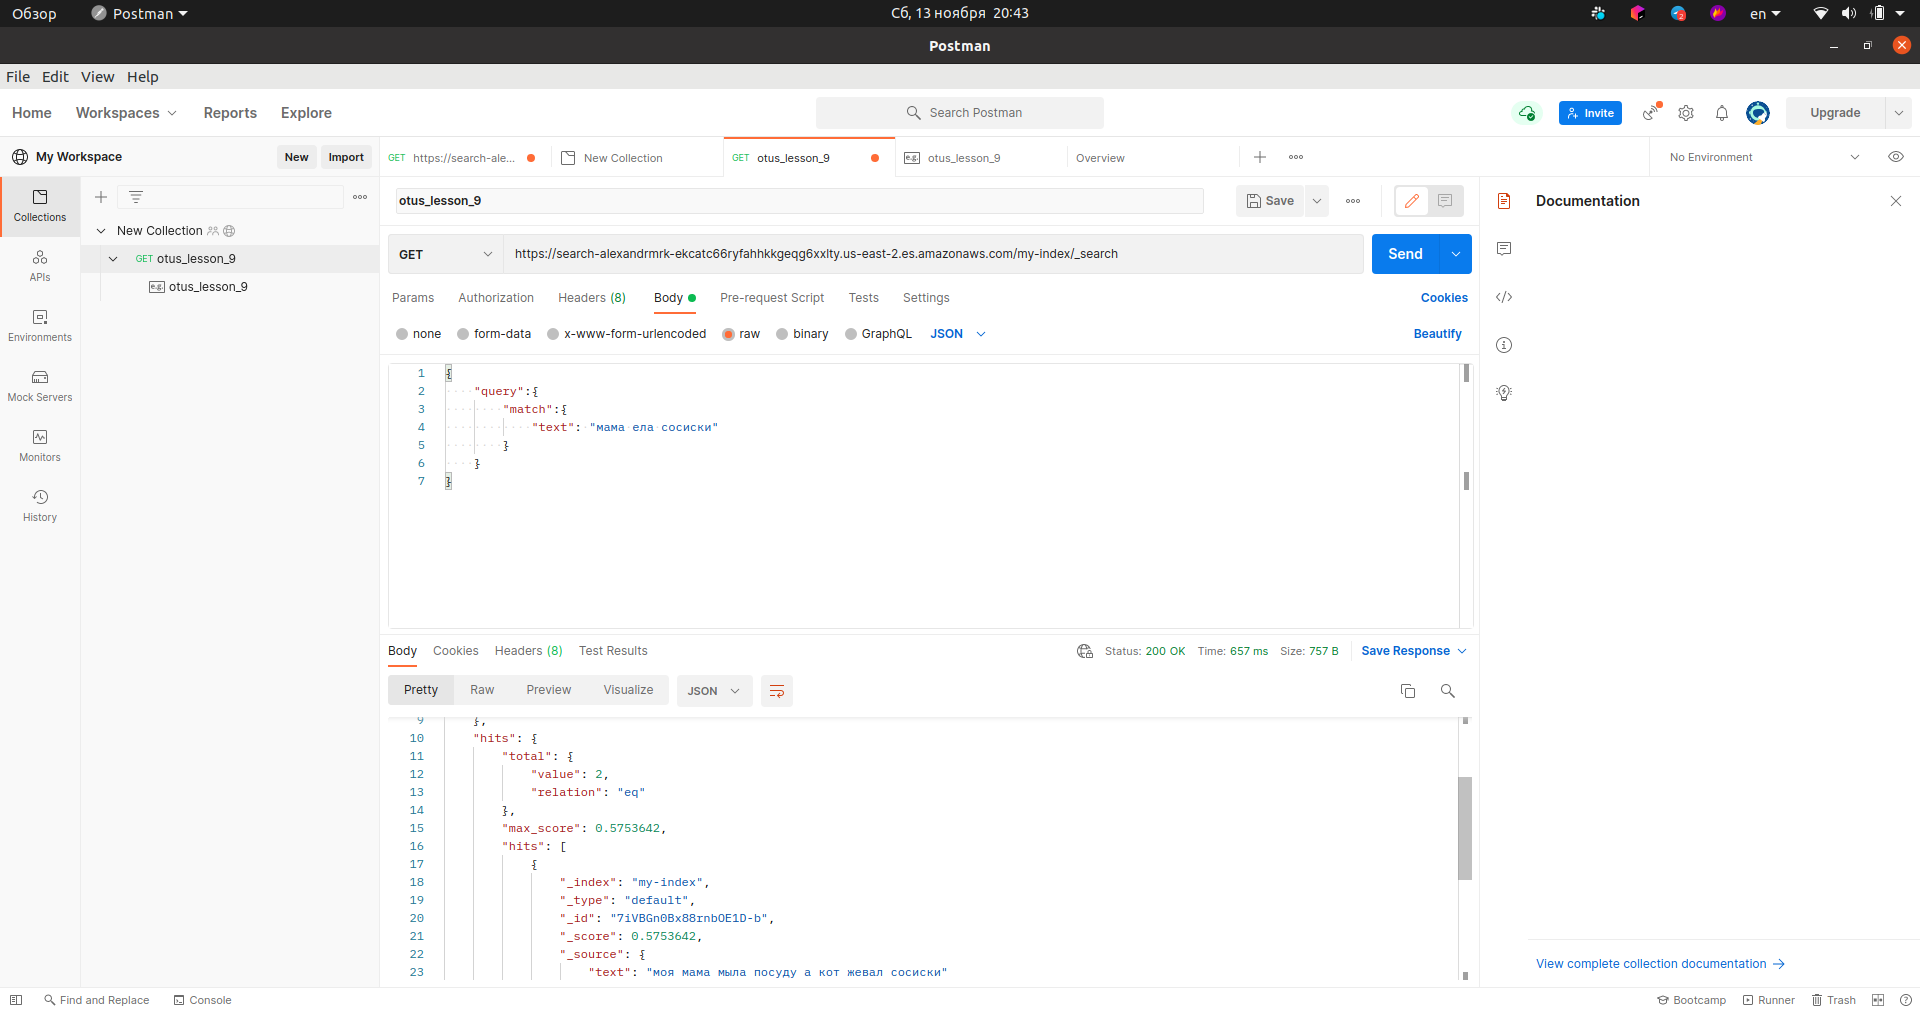 Обзор Postman Сб, 13 ноября 20:43 en
Postman
File Edit View Help
Home Workspaces Reports Explore Search Postman Invite Upgrade
My Workspace New Import GET https://search-ale... New Collection GET otus_lesson_9 e.g. otus_lesson_9 Overview No Environment
Collections
APIs
Environments
Mock Servers
Monitors
History
New Collection
GET otus_lesson_9
e.g. otus_lesson_9
otus_lesson_9 Save
GET https://search-alexandrmrk-ekcatc66ryfahhkkgeqg6xxlty.us-east-2.es.amazonaws.com/my-index/_search Send
Params Authorization Headers (8) Body Pre-request Script Tests Settings Cookies
none form-data x-www-form-urlencoded raw binary GraphQL JSON Beautify
1 {
2 "query":{
3 "match":{
4 "text": "мама ела сосиски"
5 }
6 }
7 }
Body Cookies Headers (8) Test Results Status: 200 OK Time: 657 ms Size: 757 B Save Response
Pretty Raw Preview Visualize JSON
9 },
10 "hits": {
11 "total": {
12 "value": 2,
13 "relation": "eq"
14 },
15 "max_score": 0.5753642,
16 "hits": [
17 {
18 "_index": "my-index",
19 "_type": "default",
20 "_id": "7iVBGn0Bx88rnbOE1D-b",
21 "_score": 0.5753642,
22 "_source": {
23 "text": "моя мама мыла посуду а кот жевал сосиски"
Documentation
View complete collection documentation
Find and Replace Console Bootcamp Runner Trash